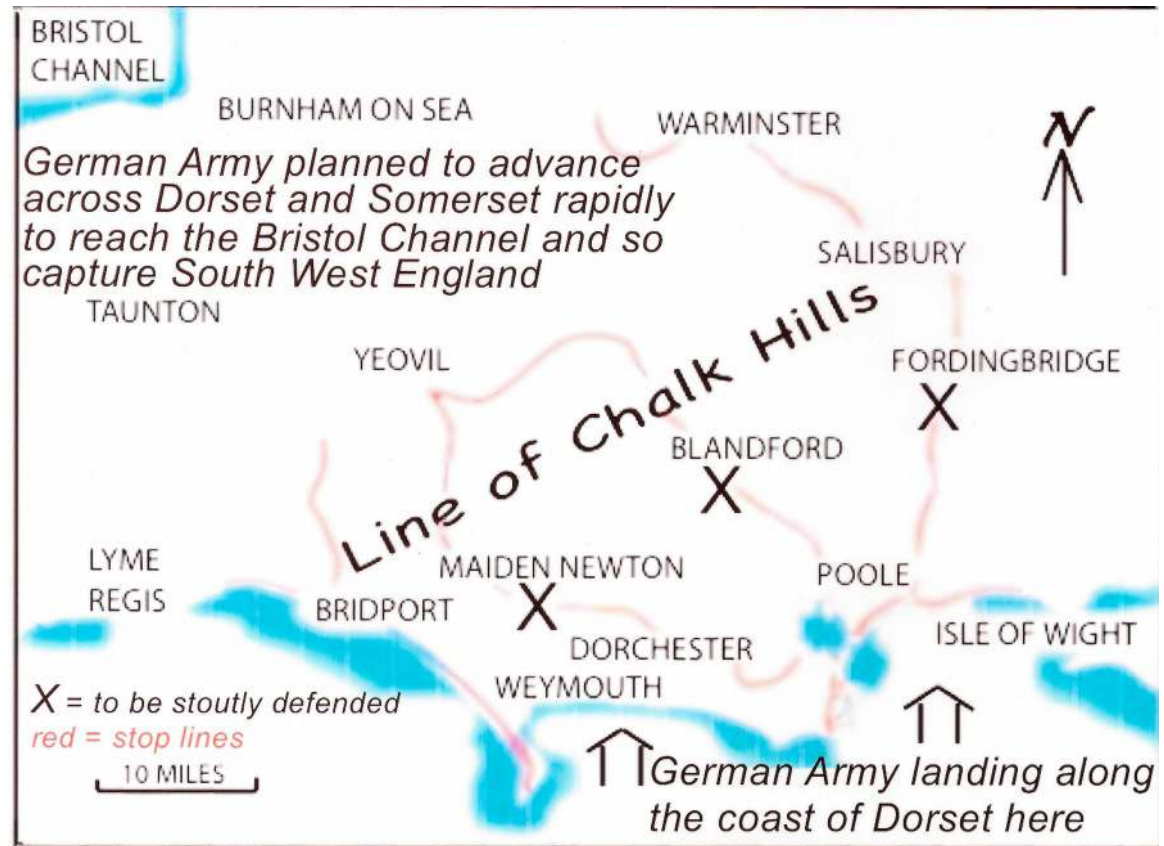 BRISTOL
CHANNEL
BURNHAM ON SEA
WARMINSTER
N
German Army planned to advance
across Dorset and Somerset rapidly
to reach the Bristol Channel and so
capture South West England
SALISBURY
TAUNTON
YEOVIL
Line of Chalk Hills
FORDINGBRIDGE
X
BLANDFORD
X
LYME
REGIS
MAIDEN NEWTON
X
POOLE
BRIDPORT
ISLE OF WIGHT
DORCHESTER
WEYMOUTH
X = to be stoutly defended
red = stop lines
10 MILES
German Army landing along
the coast of Dorset here